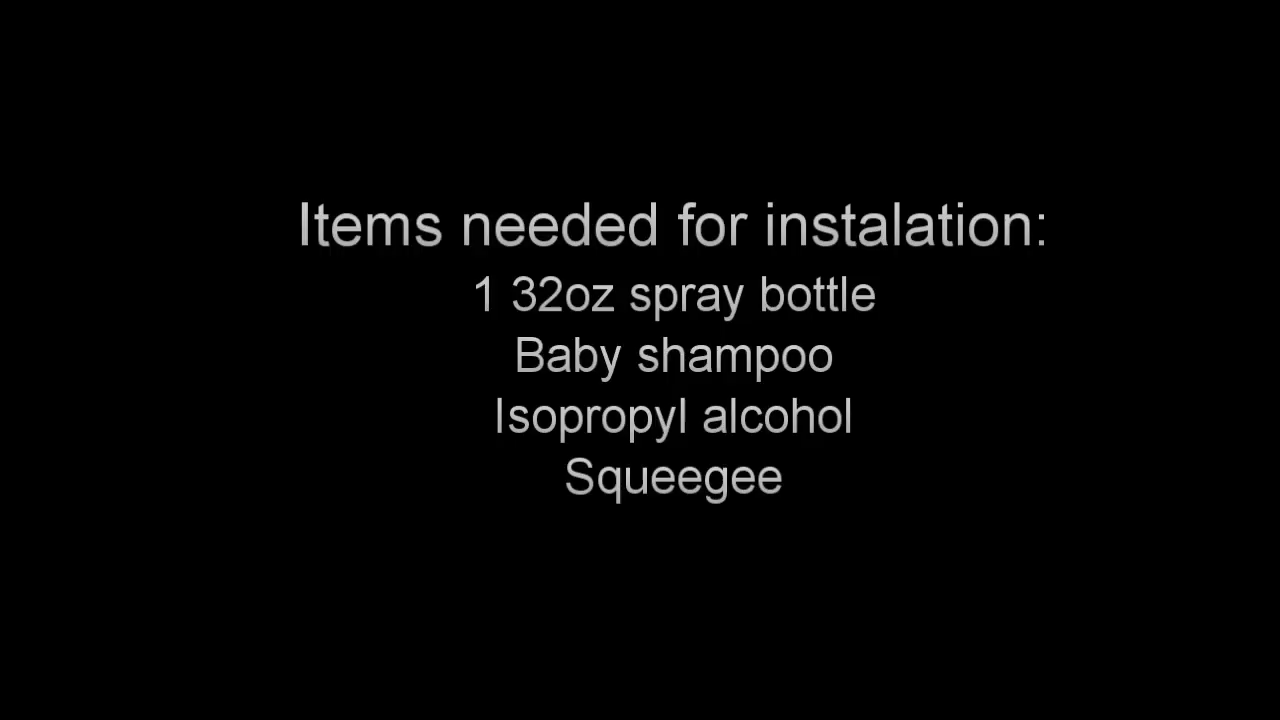 Items needed for instalation:
1 32oz spray bottle
Baby shampoo
Isopropyl alcohol
Squeegee